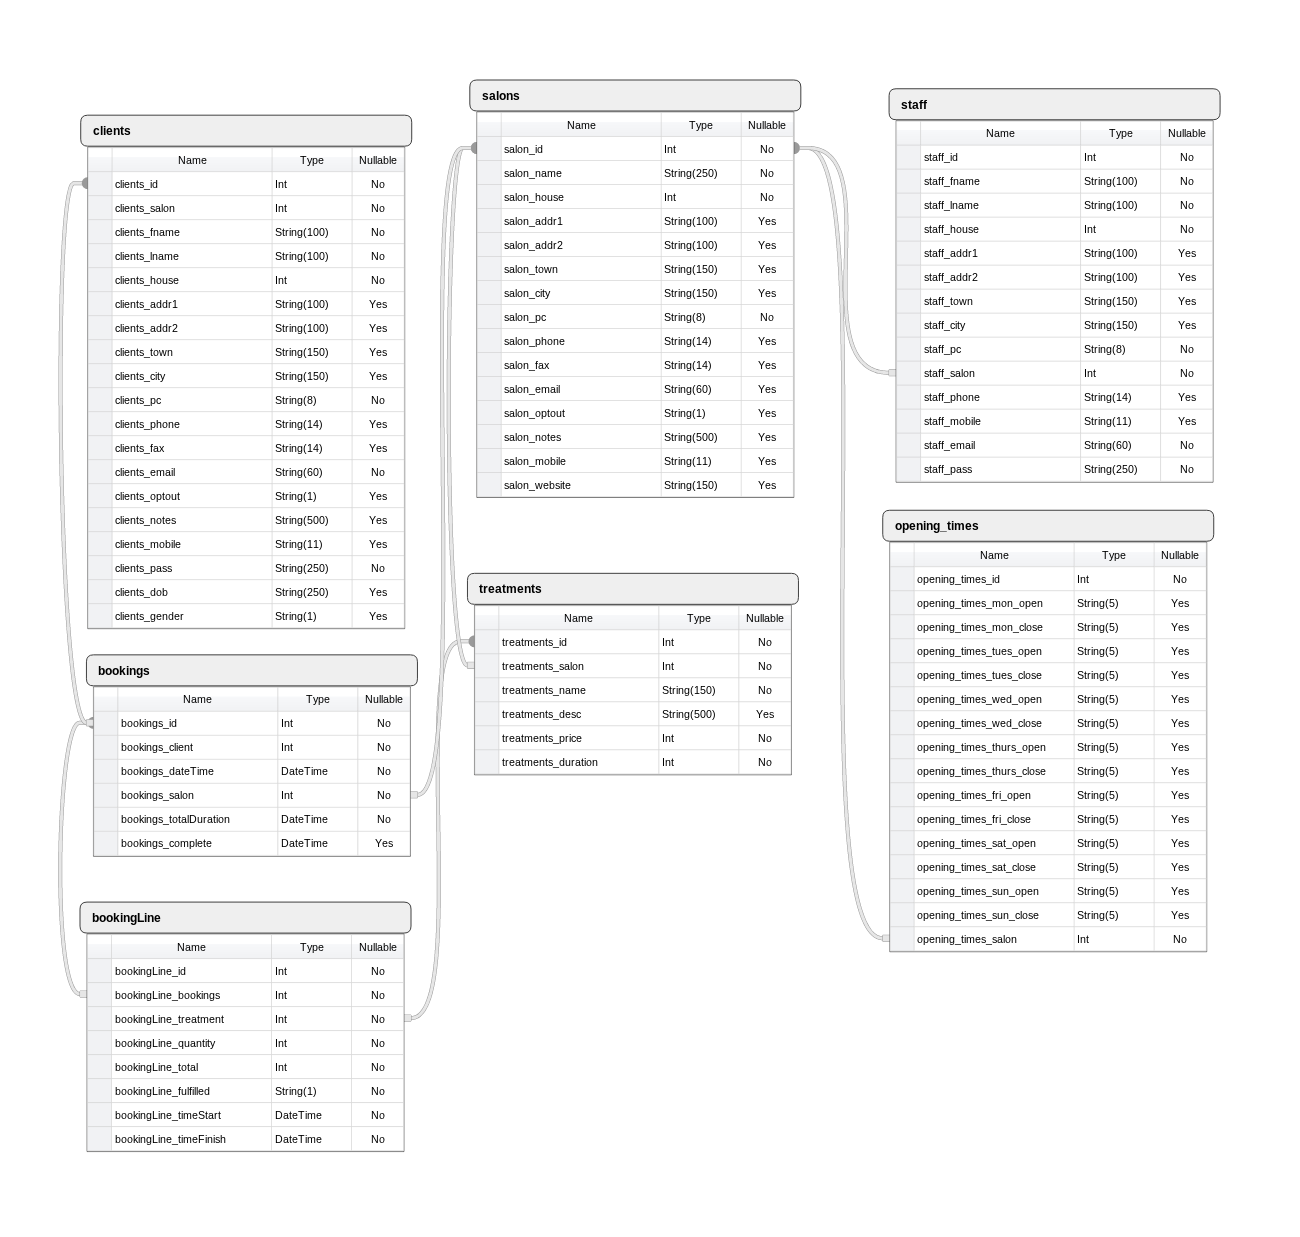 clients
Name Type Nullable
clients_id Int No
clients_salon Int No
clients_fname String(100) No
clients_lname String(100) No
clients_house Int No
clients_addr1 String(100) Yes
clients_addr2 String(100) Yes
clients_town String(150) Yes
clients_city String(150) Yes
clients_pc String(8) No
clients_phone String(14) Yes
clients_fax String(14) Yes
clients_email String(60) No
clients_optout String(1) Yes
clients_notes String(500) Yes
clients_mobile String(11) Yes
clients_pass String(250) No
clients_dob String(250) Yes
clients_gender String(1) Yes
bookings
Name Type Nullable
bookings_id Int No
bookings_client Int No
bookings_dateTime DateTime No
bookings_salon Int No
bookings_totalDuration DateTime No
bookings_complete DateTime Yes
bookingLine
Name Type Nullable
bookingLine_id Int No
bookingLine_bookings Int No
bookingLine_treatment Int No
bookingLine_quantity Int No
bookingLine_total Int No
bookingLine_fulfilled String(1) No
bookingLine_timeStart DateTime No
bookingLine_timeFinish DateTime No
salons
Name Type Nullable
salon_id Int No
salon_name String(250) No
salon_house Int No
salon_addr1 String(100) Yes
salon_addr2 String(100) Yes
salon_town String(150) Yes
salon_city String(150) Yes
salon_pc String(8) No
salon_phone String(14) Yes
salon_fax String(14) Yes
salon_email String(60) Yes
salon_optout String(1) Yes
salon_notes String(500) Yes
salon_mobile String(11) Yes
salon_website String(150) Yes
treatments
Name Type Nullable
treatments_id Int No
treatments_salon Int No
treatments_name String(150) No
treatments_desc String(500) Yes
treatments_price Int No
treatments_duration Int No
staff
Name Type Nullable
staff_id Int No
staff_fname String(100) No
staff_lname String(100) No
staff_house Int No
staff_addr1 String(100) Yes
staff_addr2 String(100) Yes
staff_town String(150) Yes
staff_city String(150) Yes
staff_pc String(8) No
staff_salon Int No
staff_phone String(14) Yes
staff_mobile String(11) Yes
staff_email String(60) No
staff_pass String(250) No
opening_times
Name Type Nullable
opening_times_id Int No
opening_times_mon_open String(5) Yes
opening_times_mon_close String(5) Yes
opening_times_tues_open String(5) Yes
opening_times_tues_close String(5) Yes
opening_times_wed_open String(5) Yes
opening_times_wed_close String(5) Yes
opening_times_thurs_open String(5) Yes
opening_times_thurs_close String(5) Yes
opening_times_fri_open String(5) Yes
opening_times_fri_close String(5) Yes
opening_times_sat_open String(5) Yes
opening_times_sat_close String(5) Yes
opening_times_sun_open String(5) Yes
opening_times_sun_close String(5) Yes
opening_times_salon Int No